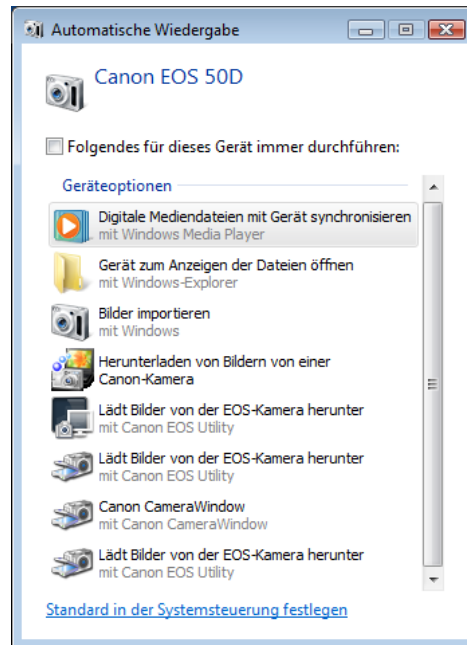 Automatische Wiedergabe
Canon EOS 50D
Folgendes für dieses Gerät immer durchführen:
Geräteoptionen
Digitale Mediendateien mit Gerät synchronisieren
mit Windows Media Player
Gerät zum Anzeigen der Dateien öffnen
mit Windows-Explorer
Bilder importieren
mit Windows
Herunterladen von Bildern von einer
Canon-Kamera
Lädt Bilder von der EOS-Kamera herunter
mit Canon EOS Utility
Lädt Bilder von der EOS-Kamera herunter
mit Canon EOS Utility
Canon CameraWindow
mit Canon CameraWindow
Lädt Bilder von der EOS-Kamera herunter
mit Canon EOS Utility
Standard in der Systemsteuerung festlegen